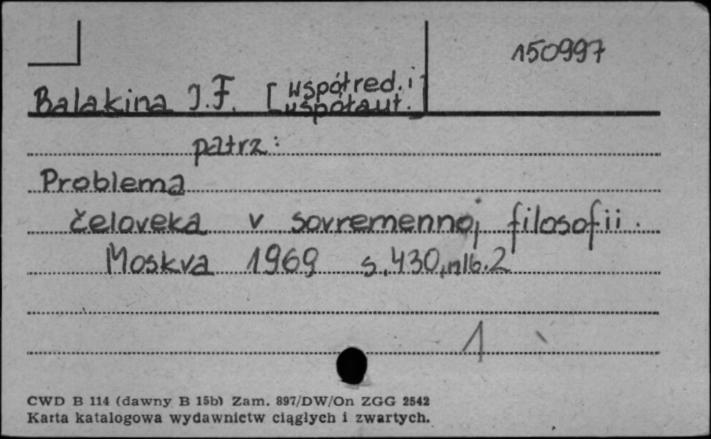 150997
Balakina J.F. [współred. i
współaut.]
patrz:
Problema
čeloveka v sovremennoj filosofii.
Moskva 1969 s. 430, nlb. 2
1
CWD B 114 (dawny B 15b) Zam. 897/DW/On ZGG 2542
Karta katalogowa wydawnictw ciągłych i zwartych.